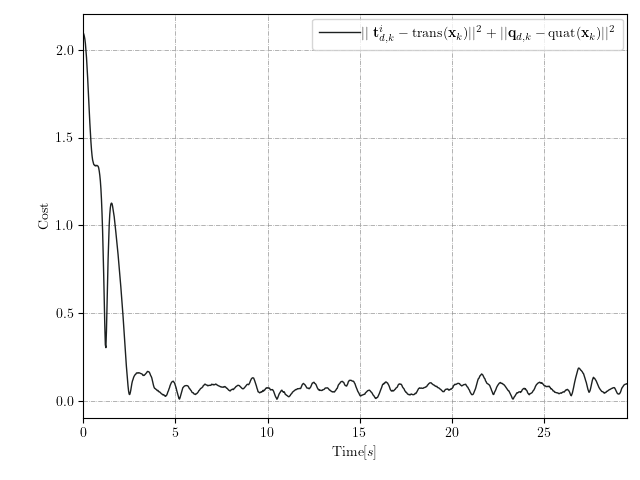 || t^i_{d,k} − trans(x_k)||^2 + ||q_{d,k} − quat(x_k)||^2
2.0
1.5
1.0
0.5
0.0
Cost
0 5 10 15 20 25
Time[s]